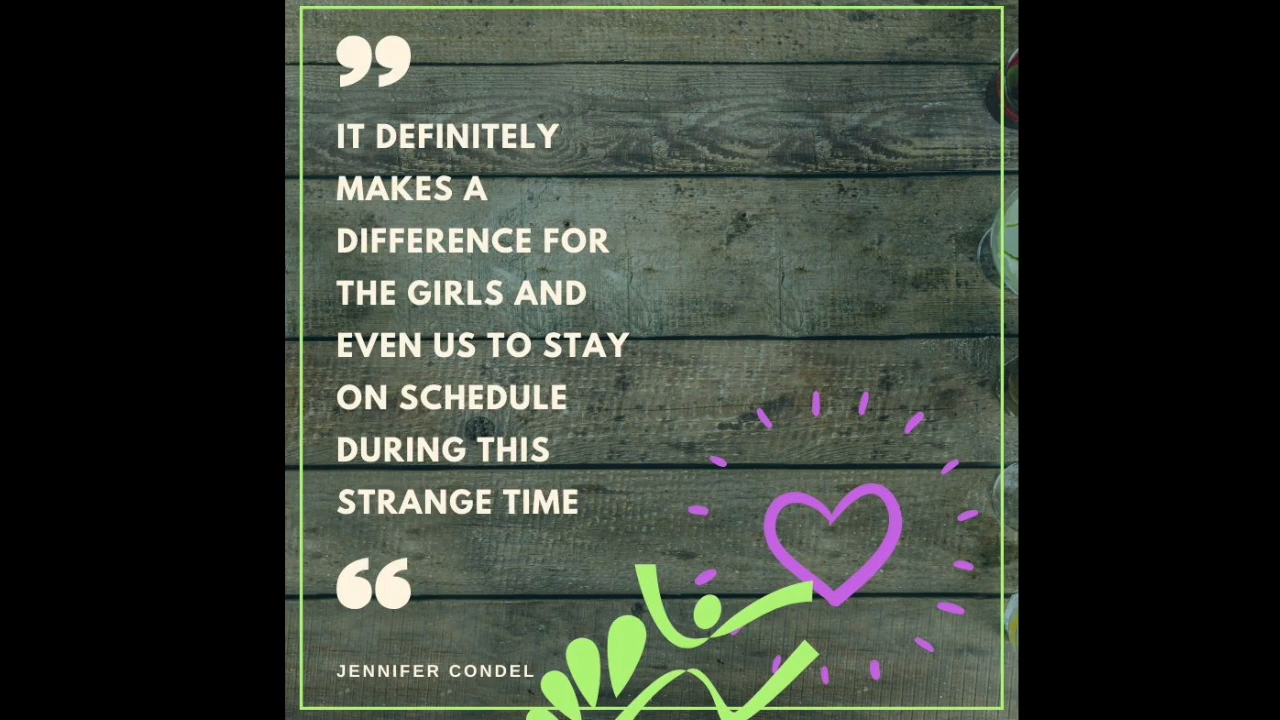 ”
IT DEFINITELY
MAKES A
DIFFERENCE FOR
THE GIRLS AND
EVEN US TO STAY
ON SCHEDULE
DURING THIS
STRANGE TIME
“
JENNIFER CONDEL